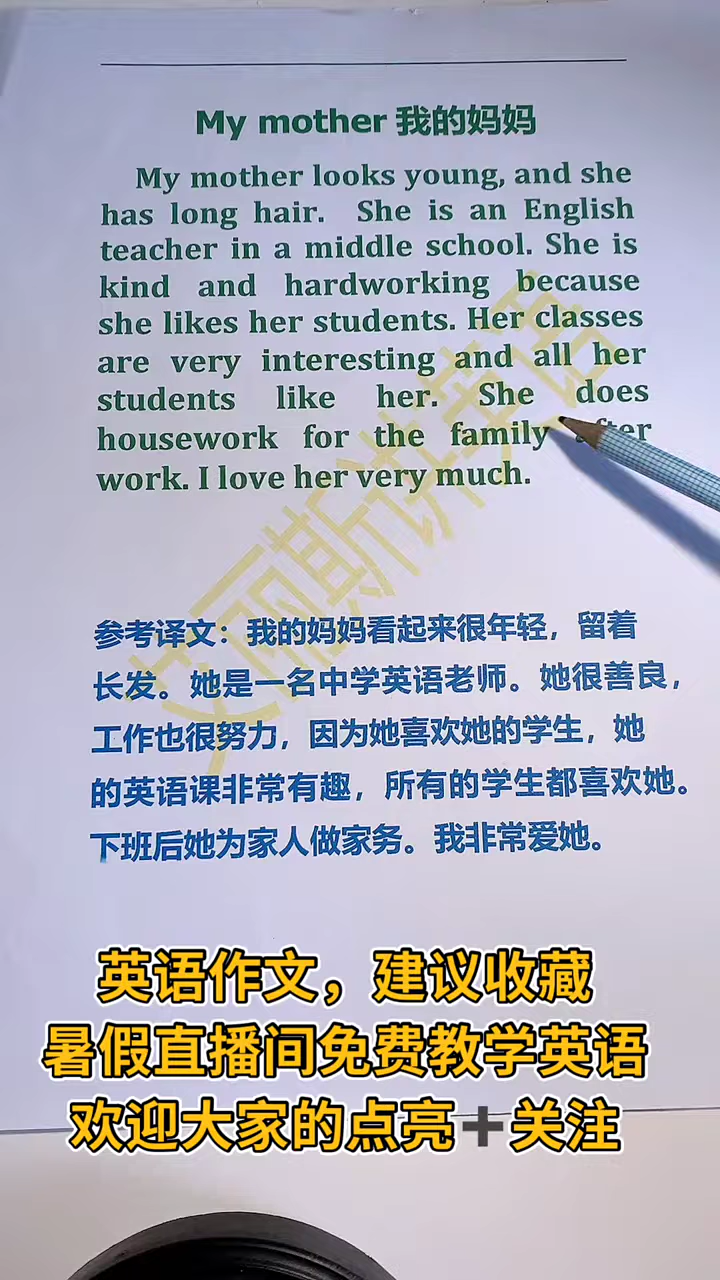 My mother 我的妈妈
My mother looks young, and she
has long hair. She is an English
teacher in a middle school. She is
kind and hardworking because
she likes her students. Her classes
are very interesting and all her
students like her. She does
housework for the family after
work. I love her very much.
艾丽斯讲英语
参考译文：我的妈妈看起来很年轻，留着
长发。她是一名中学英语老师。她很善良，
工作也很努力，因为她喜欢她的学生，她
的英语课非常有趣，所有的学生都喜欢她。
下班后她为家人做家务。我非常爱她。
英语作文，建议收藏
暑假直播间免费教学英语
欢迎大家的点亮➕关注